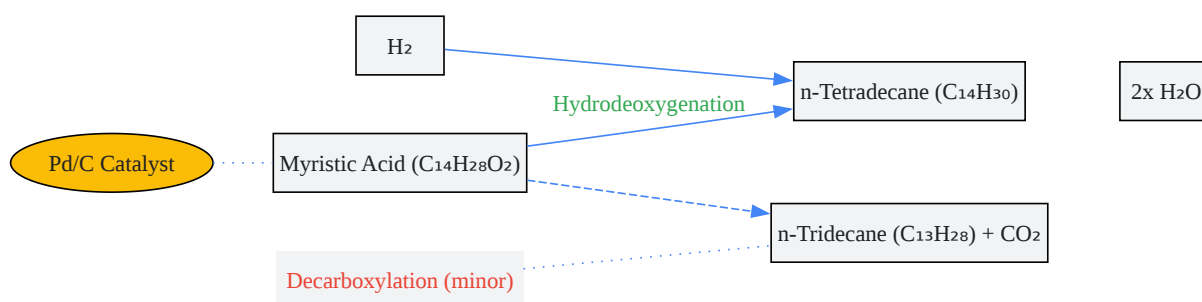 H₂
n-Tetradecane (C₁₄H₃₀)
2x H₂O
Hydrodeoxygenation
Pd/C Catalyst
Myristic Acid (C₁₄H₂₈O₂)
n-Tridecane (C₁₃H₂₈) + CO₂
Decarboxylation (minor)